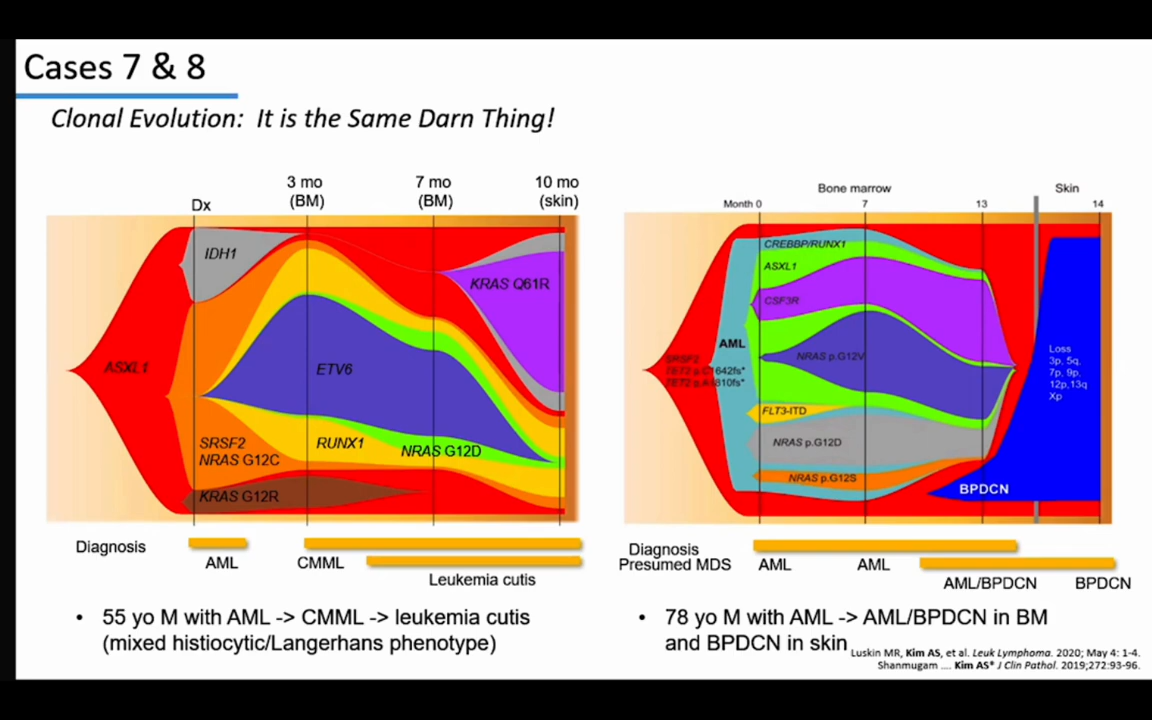 Cases 7 & 8
Clonal Evolution: It is the Same Darn Thing!
Dx
3 mo
(BM)
7 mo
(BM)
10 mo
(skin)
IDH1
KRAS Q61R
ASXL1
ETV6
SRSF2
NRAS G12C
RUNX1
NRAS G12D
KRAS G12R
Diagnosis
AML
CMML
Leukemia cutis
• 55 yo M with AML -> CMML -> leukemia cutis
(mixed histiocytic/Langerhans phenotype)
Bone marrow
Skin
Month 0
7
13
14
CREBBP/RUNX1
ASXL1
CSF3R
AML
SRSF2
NRAS p.G12V
Loss
3p, 5q,
7p, 9p,
12p,13q
Xp
FLT3-ITD
NRAS p.G12D
NRAS p.G12S
BPDCN
Diagnosis
Presumed MDS
AML
AML
AML/BPDCN
BPDCN
• 78 yo M with AML -> AML/BPDCN in BM
and BPDCN in skin
Luskin MR, Kim AS, et al. Leuk Lymphoma. 2020; May 4: 1-4.
Shanmugam .... Kim AS* J Clin Pathol. 2019;272:93-96.